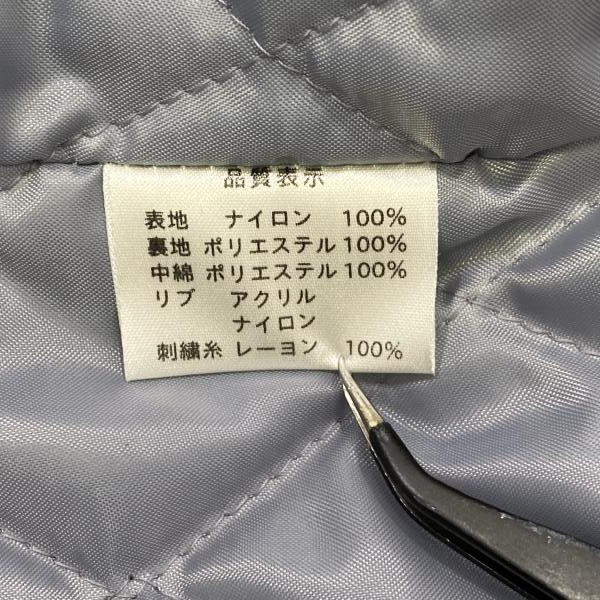 品質表示
表地 ナイロン 100%
裏地 ポリエステル 100%
中綿 ポリエステル 100%
リブ アクリル
ナイロン
刺繍糸 レーヨン 100%